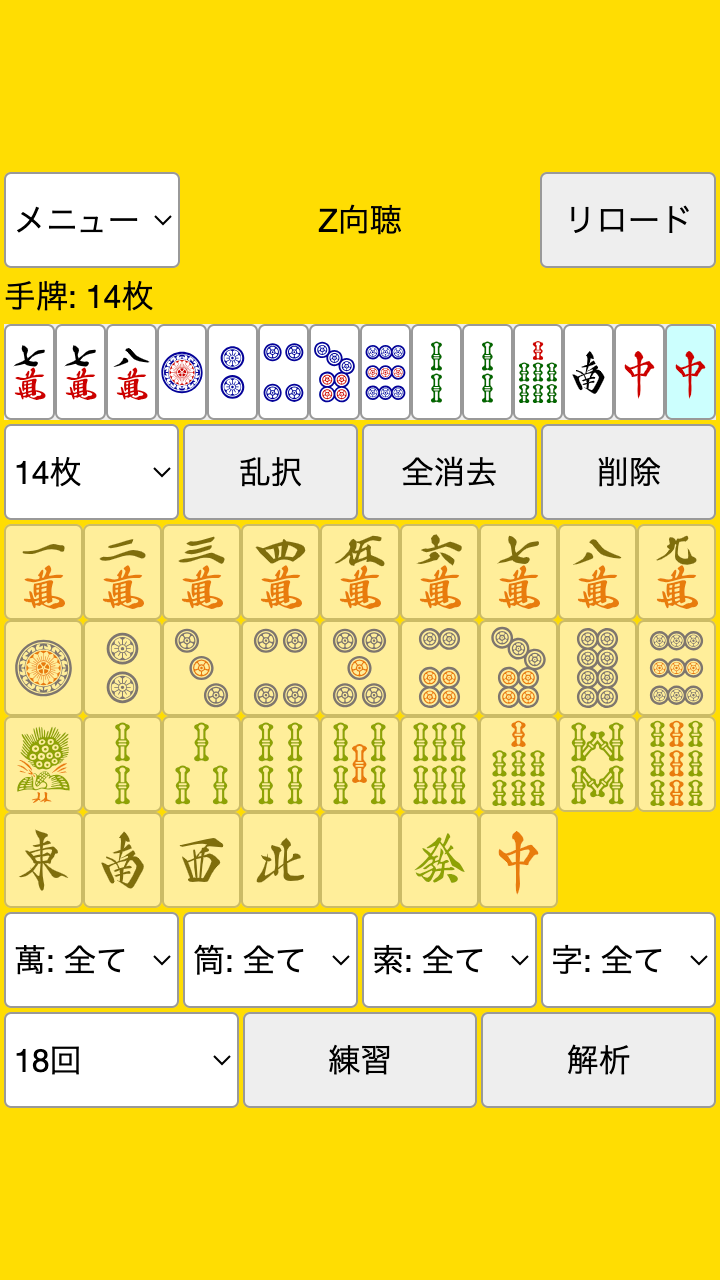 メニュー Z向聴 リロード
手牌: 14枚
七萬 七萬 八萬 南 中 中
14枚 乱択 全消去 削除
一萬 二萬 三萬 四萬 伍萬 六萬 七萬 八萬 九萬
東 南 西 北 發 中
萬: 全て 筒: 全て 索: 全て 字: 全て
18回 練習 解析